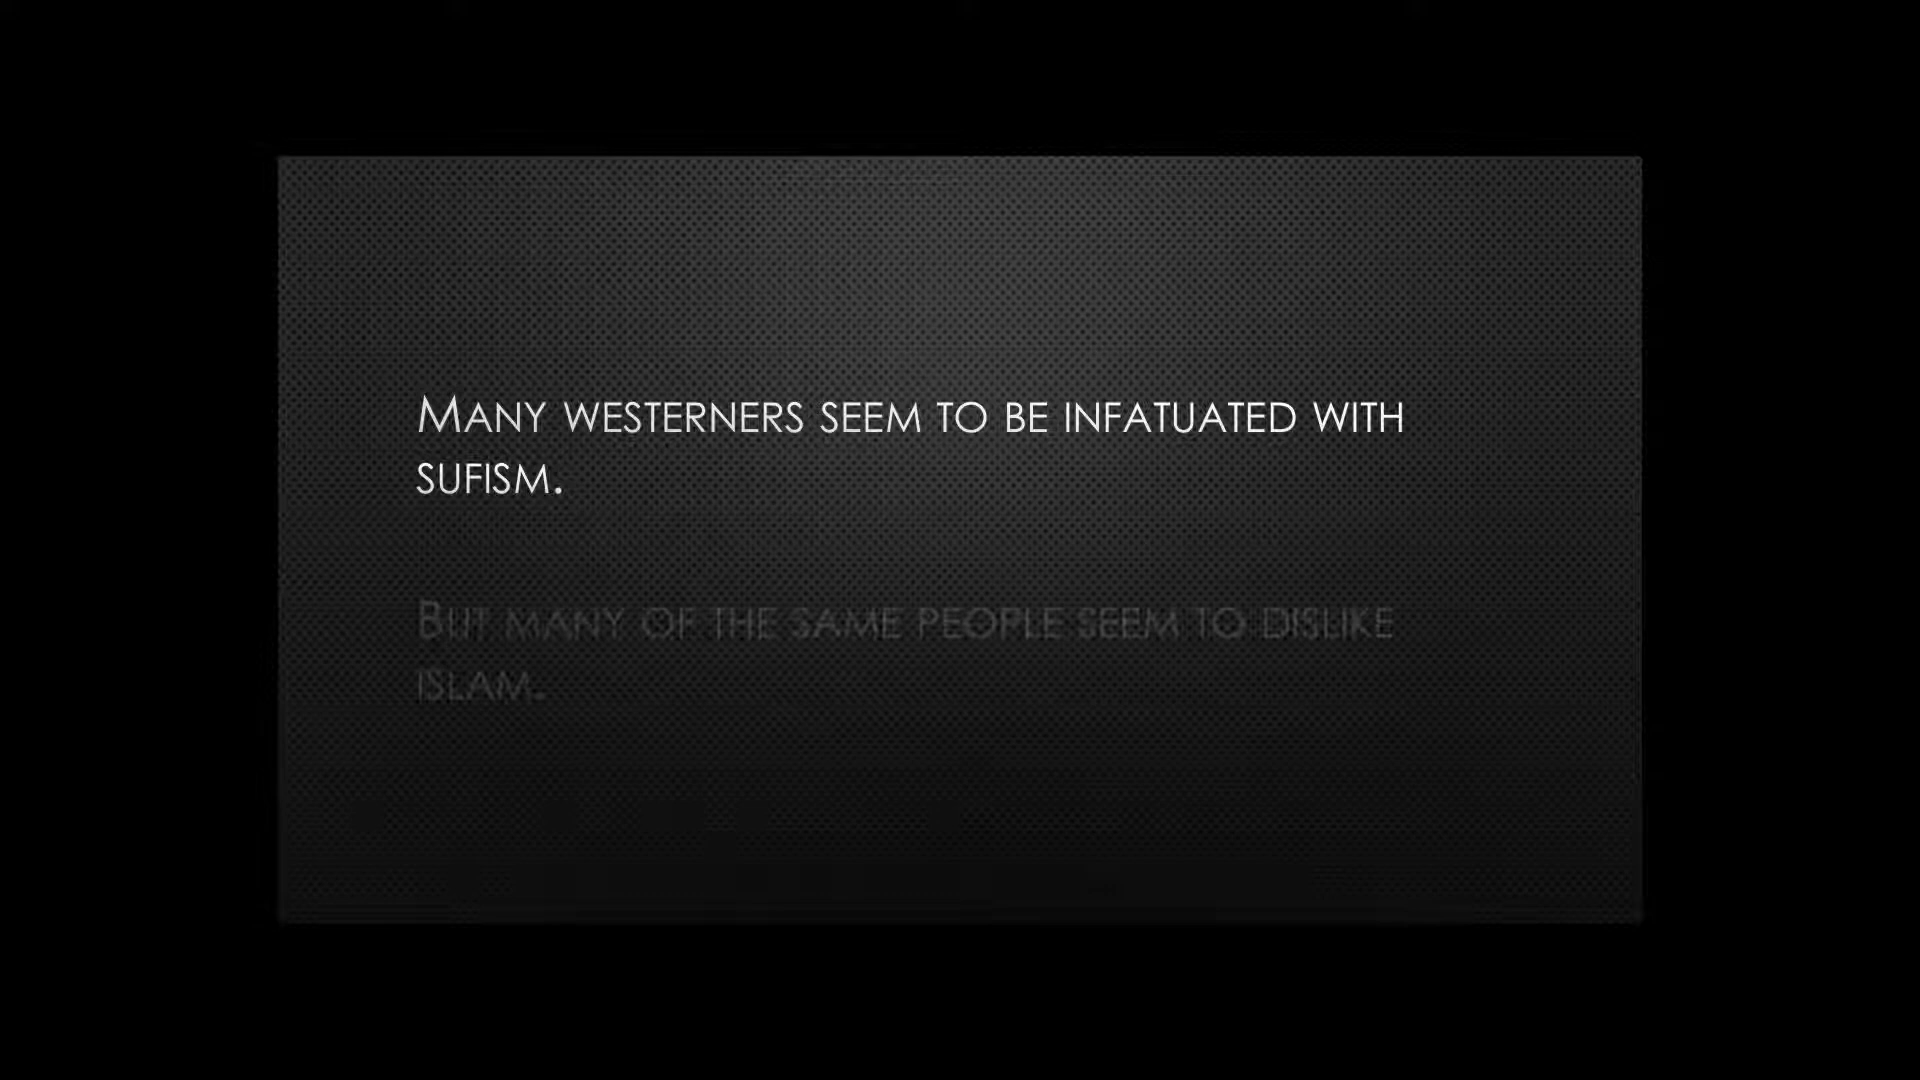 Many westerners seem to be infatuated with
sufism.
But many of the same people seem to dislike
islam.